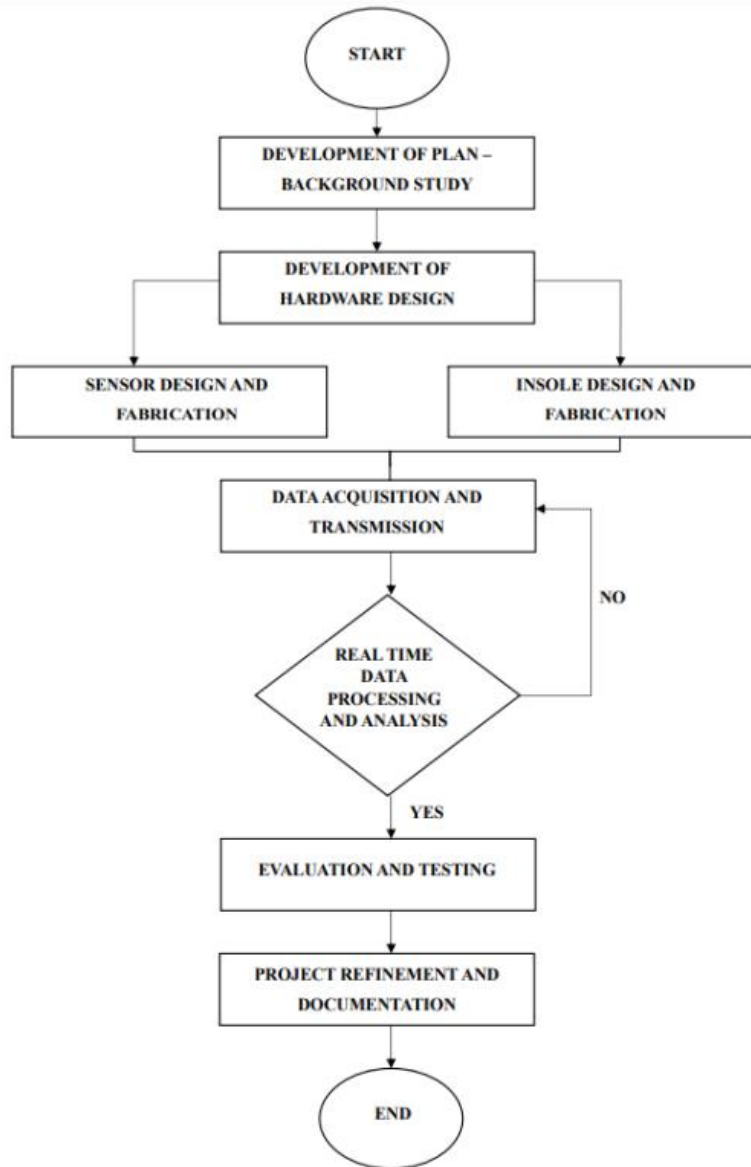 START
DEVELOPMENT OF PLAN –
BACKGROUND STUDY
DEVELOPMENT OF
HARDWARE DESIGN
SENSOR DESIGN AND
FABRICATION
INSOLE DESIGN AND
FABRICATION
DATA ACQUISITION AND
TRANSMISSION
NO
REAL TIME
DATA
PROCESSING
AND ANALYSIS
YES
EVALUATION AND TESTING
PROJECT REFINEMENT AND
DOCUMENTATION
END